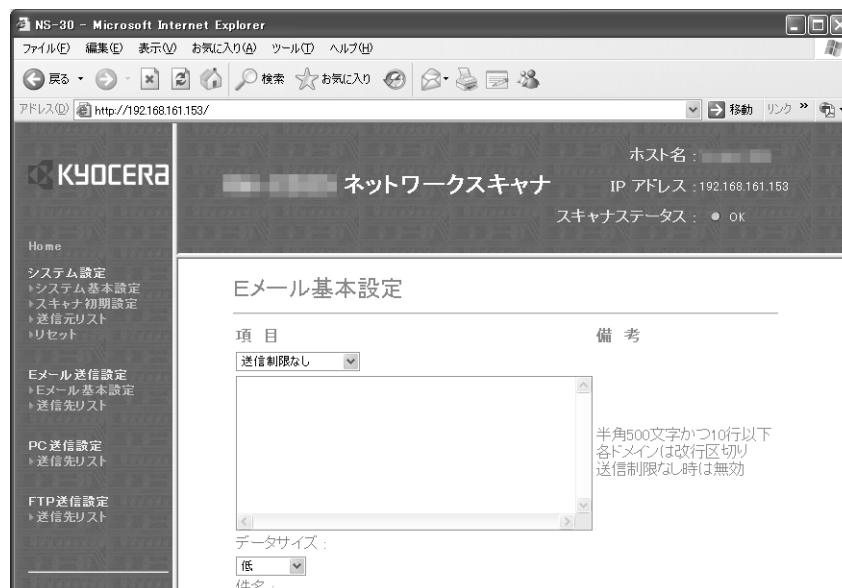 NS-30 - Microsoft Internet Explorer
ファイル(F) 編集(E) 表示(V) お気に入り(A) ツール(T) ヘルプ(H)
戻る 検索 お気に入り
アドレス(D) http://192.168.161.153/ 移動 リンク »
KYOCERA
ネットワークスキャナ
ホスト名 :
IP アドレス : 192.168.161.153
スキャナステータス : OK
Home
システム設定
システム基本設定
スキャナ初期設定
送信元リスト
リセット
Eメール送信設定
Eメール基本設定
送信先リスト
PC送信設定
送信先リスト
FTP送信設定
送信先リスト
Eメール基本設定
項 目 備 考
送信制限なし
半角500文字かつ10行以下
各ドメインは改行区切り
送信制限なし時は無効
データサイズ :
低
件名 :